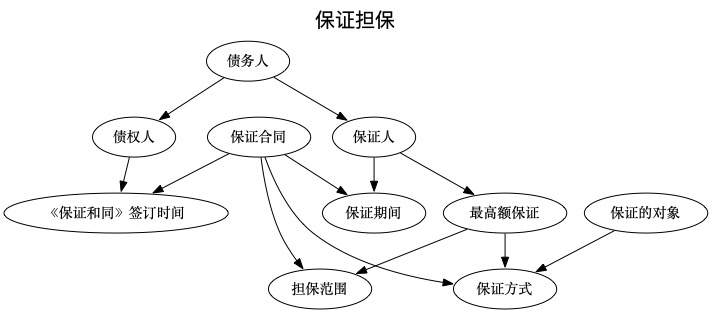 保证担保
债务人
债权人
保证合同
保证人
《保证和同》签订时间
保证期间
最高额保证
保证的对象
担保范围
保证方式